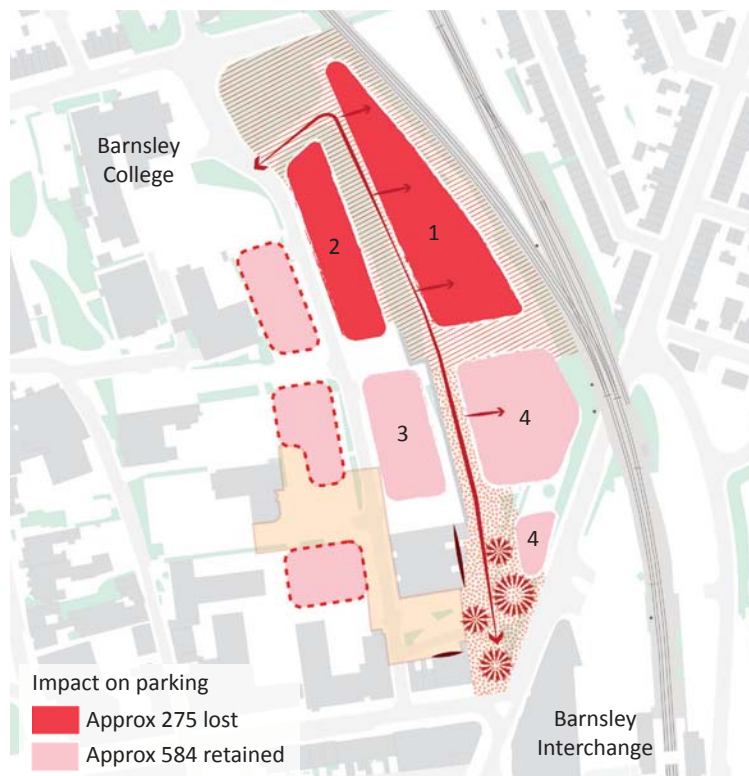 Barnsley
College
1
2
3
4
4
Impact on parking
Approx 275 lost
Approx 584 retained
Barnsley
Interchange